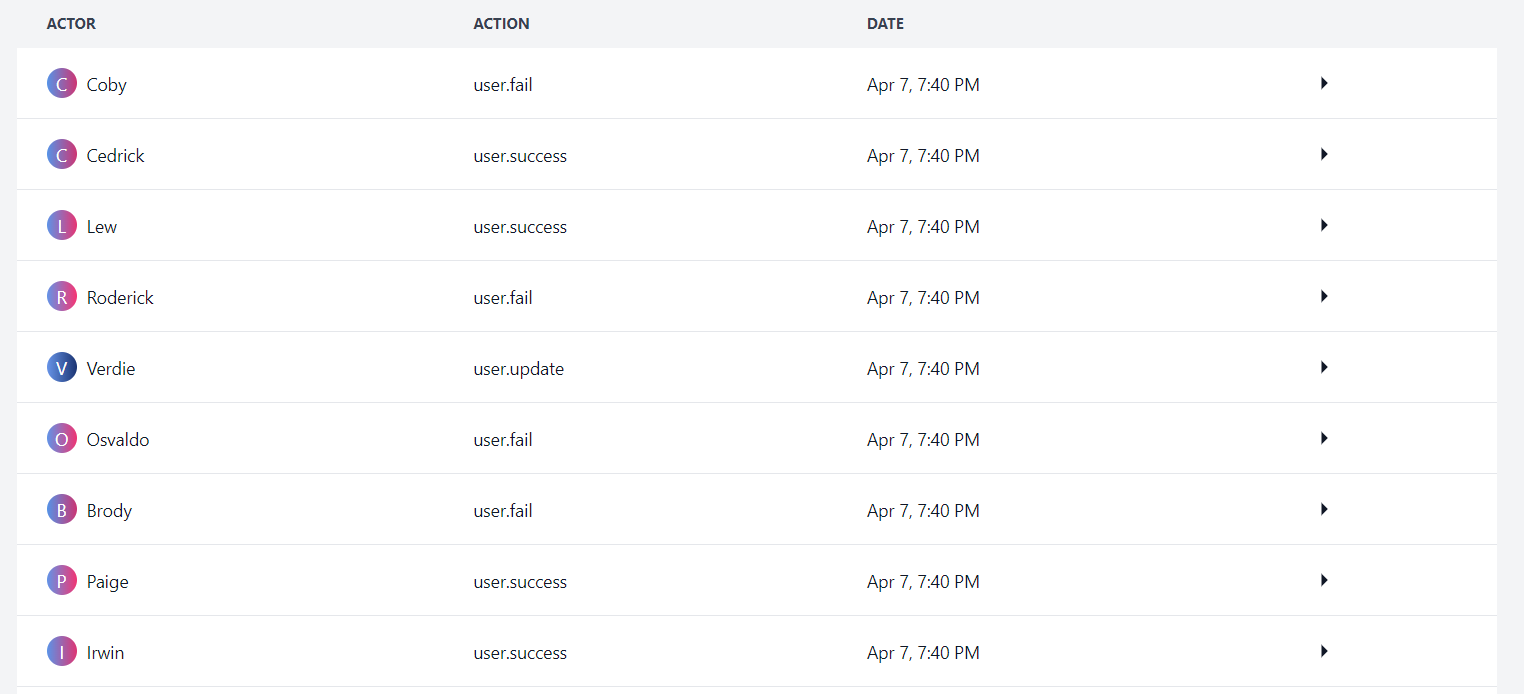 ACTOR ACTION DATE
C Coby user.fail Apr 7, 7:40 PM
C Cedrick user.success Apr 7, 7:40 PM
L Lew user.success Apr 7, 7:40 PM
R Roderick user.fail Apr 7, 7:40 PM
V Verdie user.update Apr 7, 7:40 PM
O Osvaldo user.fail Apr 7, 7:40 PM
B Brody user.fail Apr 7, 7:40 PM
P Paige user.success Apr 7, 7:40 PM
I Irwin user.success Apr 7, 7:40 PM